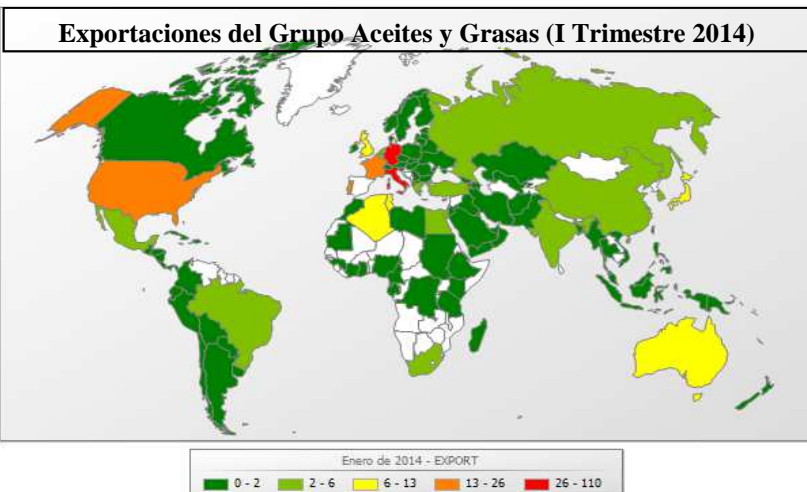 Exportaciones del Grupo Aceites y Grasas (I Trimestre 2014)
Enero de 2014 - EXPORT
0 - 2 2 - 6 6 - 13 13 - 26 26 - 110